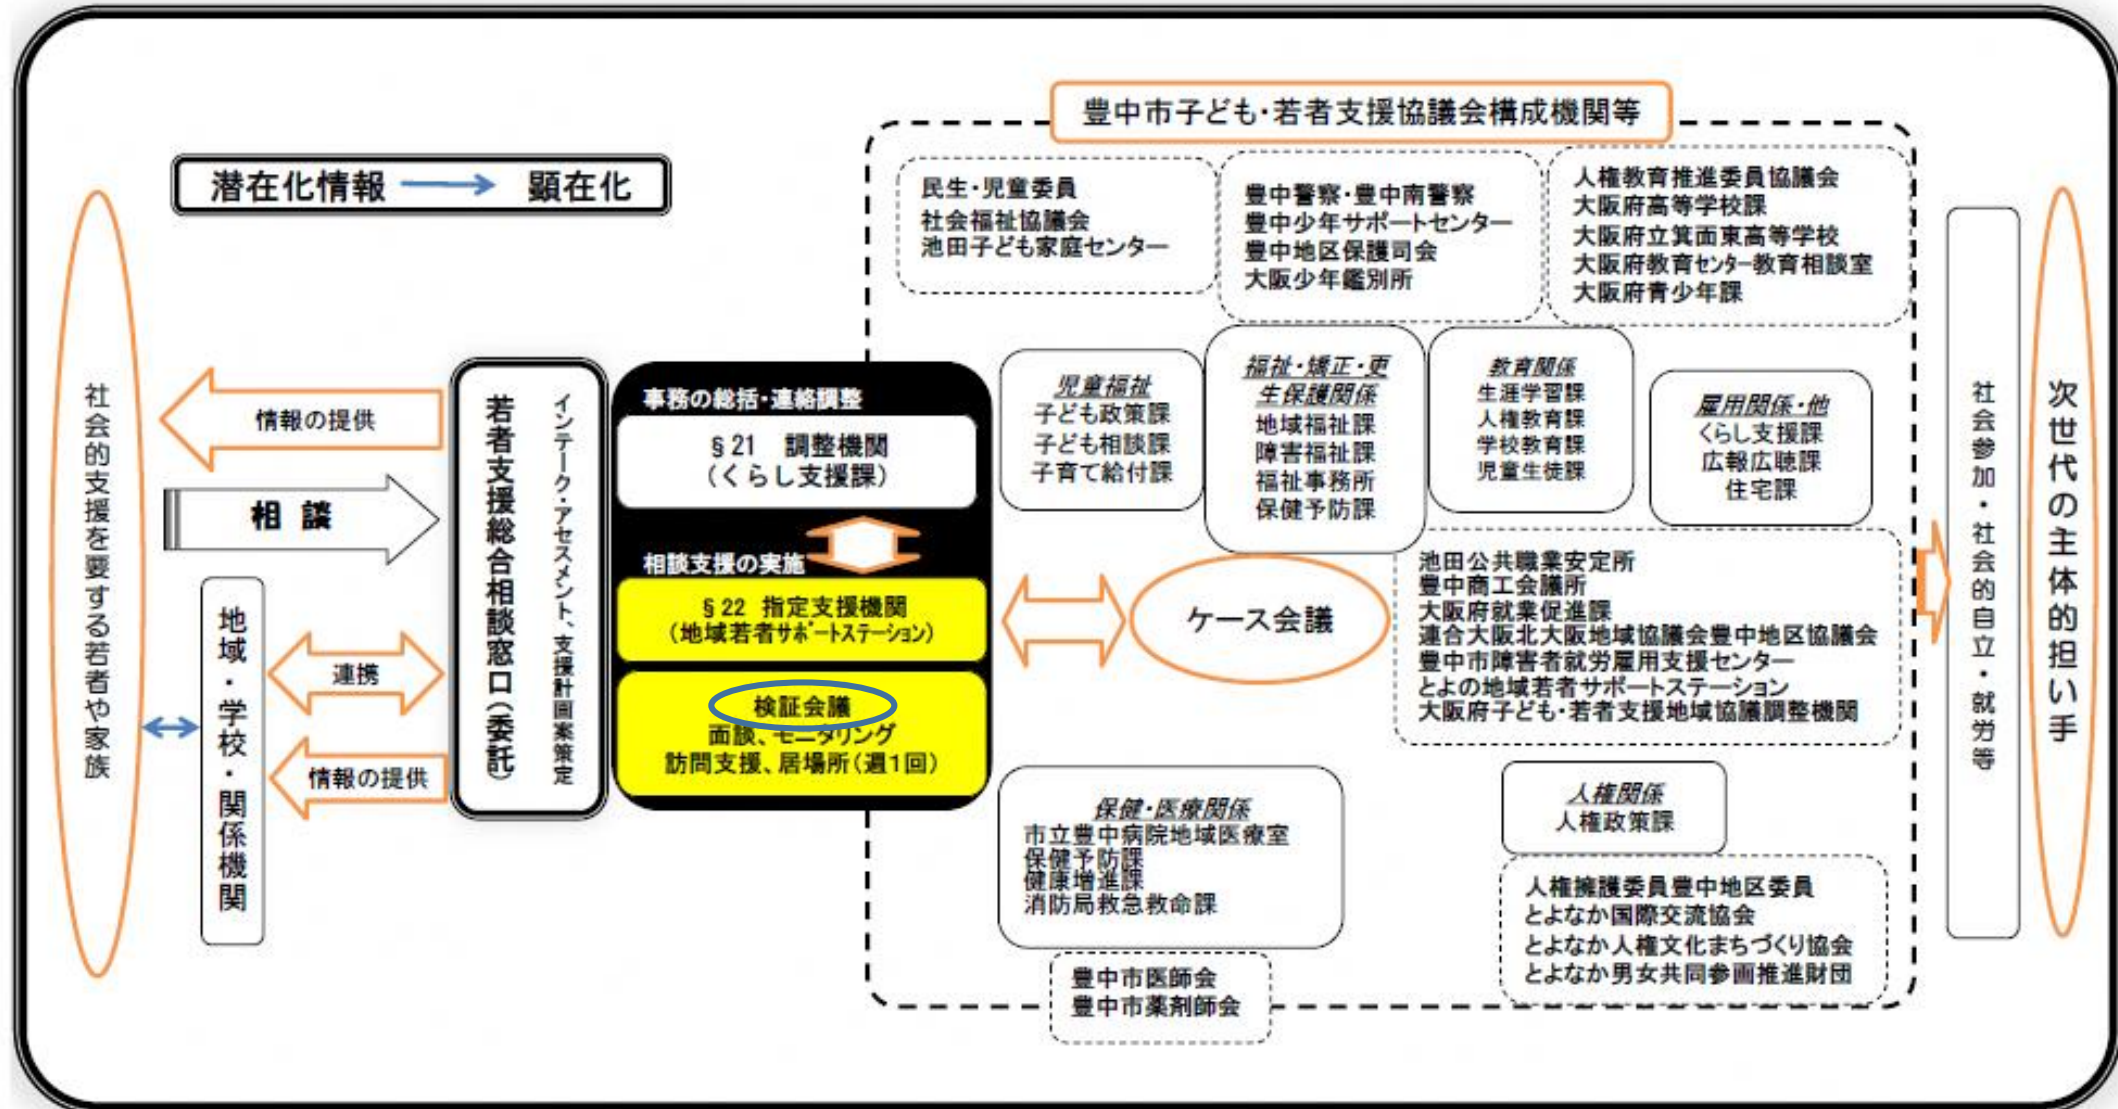 豊中市子ども・若者支援協議会構成機関等
潜在化情報 → 顕在化
社会的支援を要する若者や家族
情報の提供
相 談
地域・学校・関係機関
連携
情報の提供
若者支援総合相談窓口(委託)
インテーク・アセスメント、支援計画案策定
事務の総括・連絡調整
§21 調整機関
(くらし支援課)
相談支援の実施
§22 指定支援機関
(地域若者サポートステーション)
検証会議
面談、モニタリング
訪問支援、居場所(週1回)
民生・児童委員
社会福祉協議会
池田子ども家庭センター
豊中警察・豊中南警察
豊中少年サポートセンター
豊中地区保護司会
大阪少年鑑別所
人権教育推進委員協議会
大阪府高等学校課
大阪府立箕面東高等学校
大阪府教育センター教育相談室
大阪府青少年課
児童福祉
子ども政策課
子ども相談課
子育て給付課
福祉・矯正・更
生保護関係
地域福祉課
障害福祉課
福祉事務所
保健予防課
教育関係
生涯学習課
人権教育課
学校教育課
児童生徒課
雇用関係・他
くらし支援課
広報広聴課
住宅課
ケース会議
池田公共職業安定所
豊中商工会議所
大阪府就業促進課
連合大阪北大阪地域協議会豊中地区協議会
豊中市障害者就労雇用支援センター
とよの地域若者サポートステーション
大阪府子ども・若者支援地域協議調整機関
保健・医療関係
市立豊中病院地域医療室
保健予防課
健康増進課
消防局救急救命課
豊中市医師会
豊中市薬剤師会
人権関係
人権政策課
人権擁護委員豊中地区委員
とよなか国際交流協会
とよなか人権文化まちづくり協会
とよなか男女共同参画推進財団
社会参加・社会的自立・就労等
次世代の主体的担い手